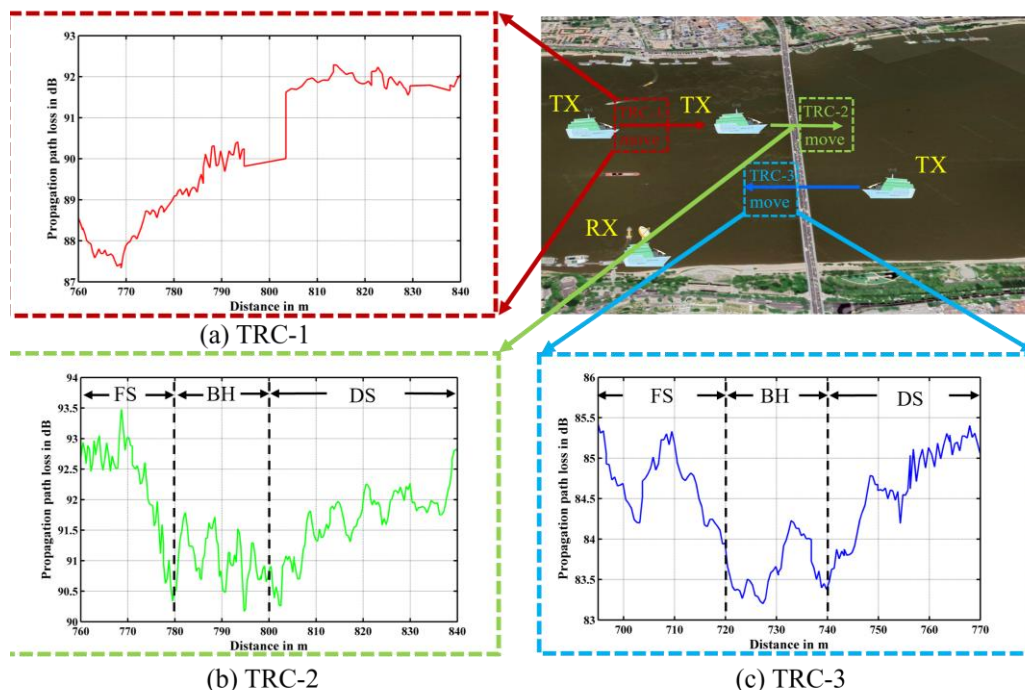 93
92
91
90
89
88
87
Propagation path loss in dB
760 770 780 790 800 810 820 830 840
Distance in m
(a) TRC-1
TX
TX
TRC-2
move
move
TRC-3
move
TX
RX
94
93.5
93
92.5
92
91.5
91
90.5
90
Propagation path loss in dB
FS BH DS
760 770 780 790 800 810 820 830 840
Distance in m
(b) TRC-2
86
85.5
85
84.5
84
83.5
83
Propagation path loss in dB
FS BH DS
700 710 720 730 740 750 760 770
Distance in m
(c) TRC-3